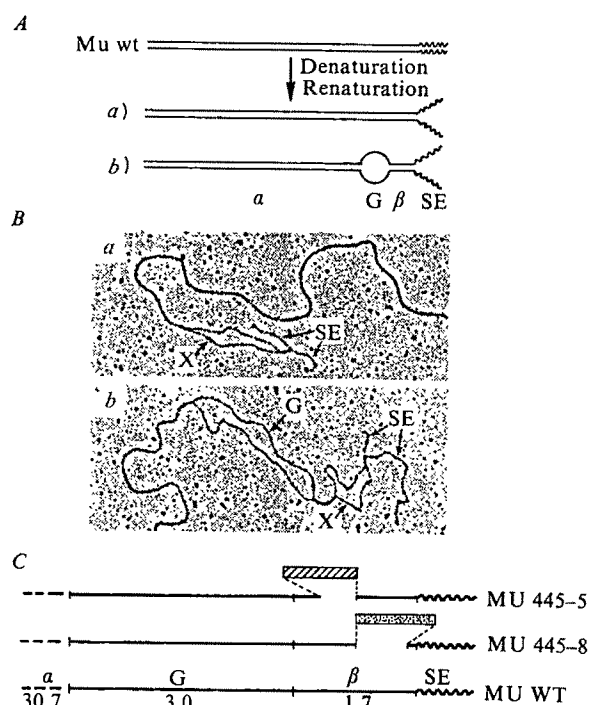 A
Mu wt
Denaturation
Renaturation
a)
b)
α G β SE
B
a
SE
X
b
G
SE
X
C
MU 445–5
MU 445–8
α G β SE
30.7 3.0 1.7 MU WT